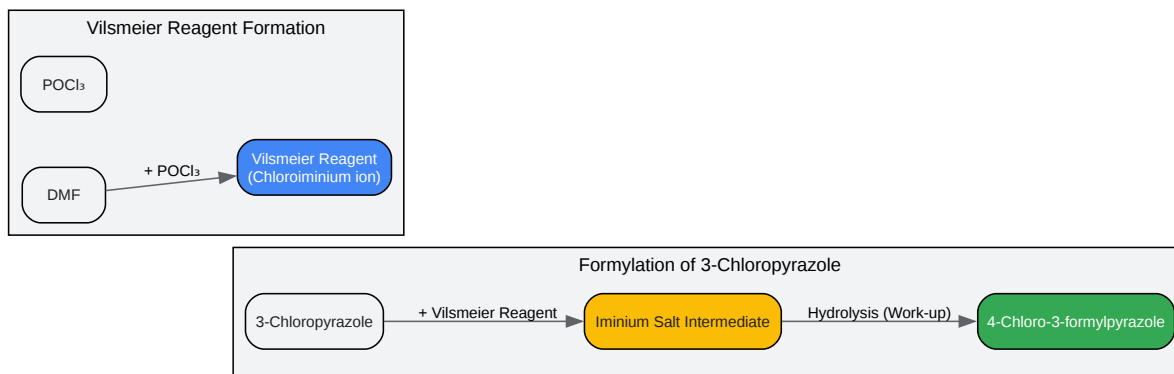 Vilsmeier Reagent Formation
POCl₃
DMF
+ POCl₃
Vilsmeier Reagent
(Chloroiminium ion)
Formylation of 3-Chloropyrazole
3-Chloropyrazole
+ Vilsmeier Reagent
Iminium Salt Intermediate
Hydrolysis (Work-up)
4-Chloro-3-formylpyrazole